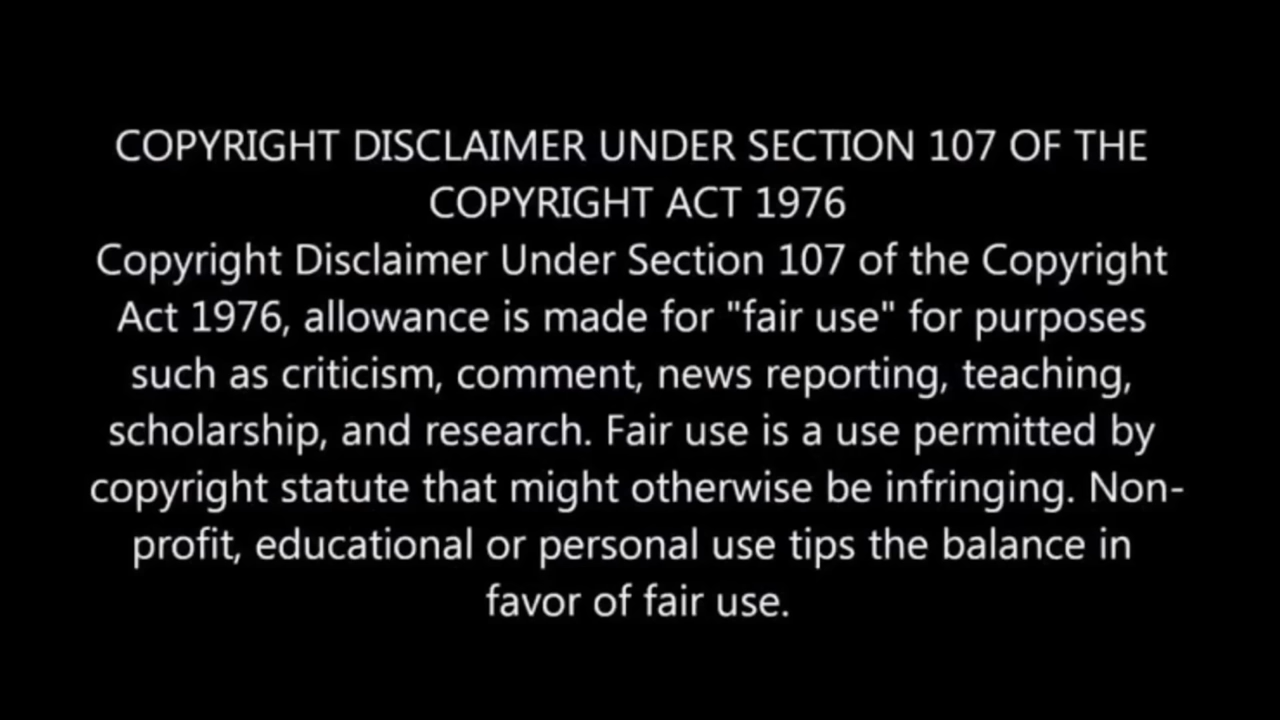 COPYRIGHT DISCLAIMER UNDER SECTION 107 OF THE
COPYRIGHT ACT 1976
Copyright Disclaimer Under Section 107 of the Copyright
Act 1976, allowance is made for "fair use" for purposes
such as criticism, comment, news reporting, teaching,
scholarship, and research. Fair use is a use permitted by
copyright statute that might otherwise be infringing. Non-
profit, educational or personal use tips the balance in
favor of fair use.